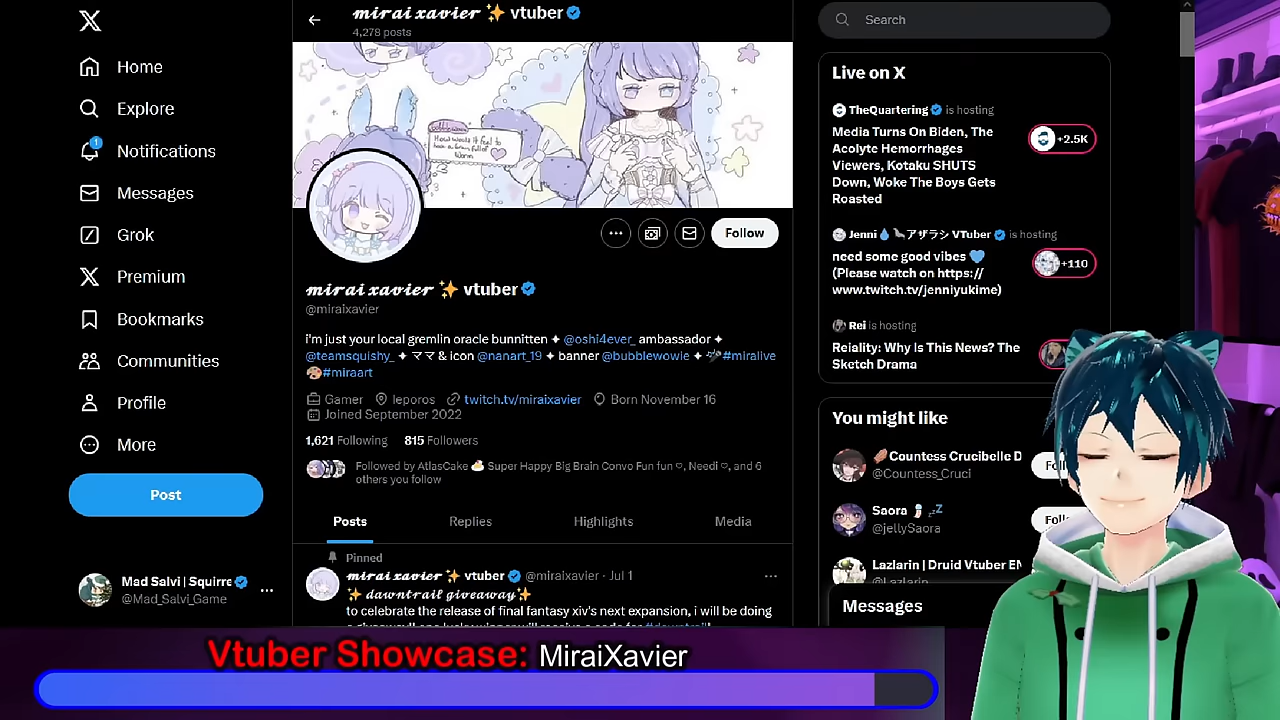 𝓶𝓲𝓻𝓪𝓲 𝔁𝓪𝓿𝓲𝓮𝓻 ✨ vtuber
4,278 posts
Home
Explore
1
Notifications
Messages
Grok
Premium
Bookmarks
Communities
Profile
More
Post
Mad Salvi | Squirre
@Mad_Salvi_Game
How would it feel to
have a
Follow
𝓶𝓲𝓻𝓪𝓲 𝔁𝓪𝓿𝓲𝓮𝓻 ✨ vtuber
@miraixavier
i'm just your local gremlin oracle bunnitten ✦ @oshi4ever_ ambassador ✦
@teamsquishy_ ✦ ママ & icon @nanart_19 ✦ banner @bubblewowie ✦ #miralive
🎨#miraart
Gamer leporos twitch.tv/miraixavier Born November 16
Joined September 2022
1,621 Following 815 Followers
Followed by AtlasCake Super Happy Big Brain Convo Fun fun ♡, Needi ♡, and 6
others you follow
Posts Replies Highlights Media
Pinned
𝓶𝓲𝓻𝓪𝓲 𝔁𝓪𝓿𝓲𝓮𝓻 ✨ vtuber @miraixavier · Jul 1
✨ 𝓭𝓪𝔀𝓷𝓽𝓻𝓪𝓲𝓵 𝓰𝓲𝓿𝓮𝓪𝔀𝓪𝔂✨
to celebrate the release of final fantasy xiv's next expansion, i will be doing
Search
Live on X
TheQuartering is hosting
Media Turns On Biden, The
Acolyte Hemorrhages
Viewers, Kotaku SHUTS
Down, Woke The Boys Gets
Roasted
+2.5K
Jenni💧🦭アザラシ VTuber is hosting
need some good vibes 💙
(Please watch on https://
www.twitch.tv/jenniyukime)
+110
Rei is hosting
Reiality: Why Is This News? The
Sketch Drama
You might like
Countess Crucibelle D
@Countess_Cruci
Saora 💤
@jellySaora
Lazlarin | Druid Vtuber EN
@Lazlarin
Messages
Vtuber Showcase: MiraiXavier